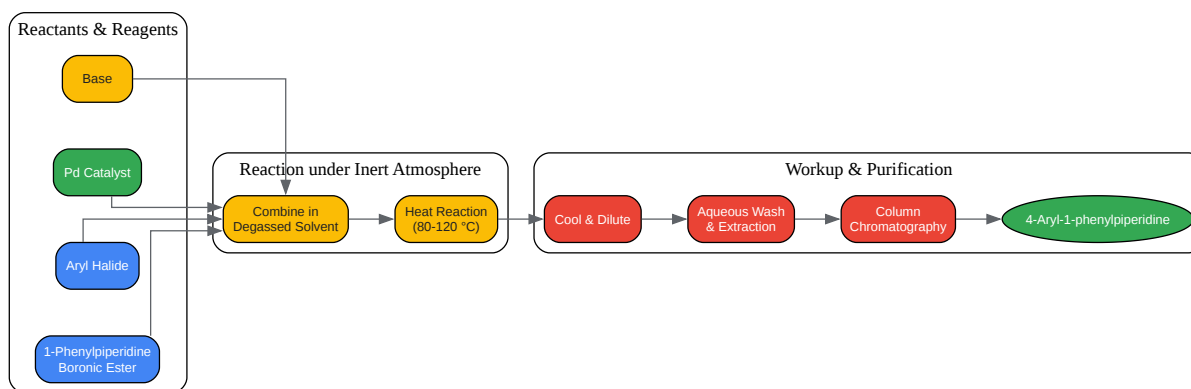 Reactants & Reagents
Base
Pd Catalyst
Aryl Halide
1-Phenylpiperidine
Boronic Ester
Reaction under Inert Atmosphere
Combine in
Degassed Solvent
Heat Reaction
(80-120 °C)
Workup & Purification
Cool & Dilute
Aqueous Wash
& Extraction
Column
Chromatography
4-Aryl-1-phenylpiperidine